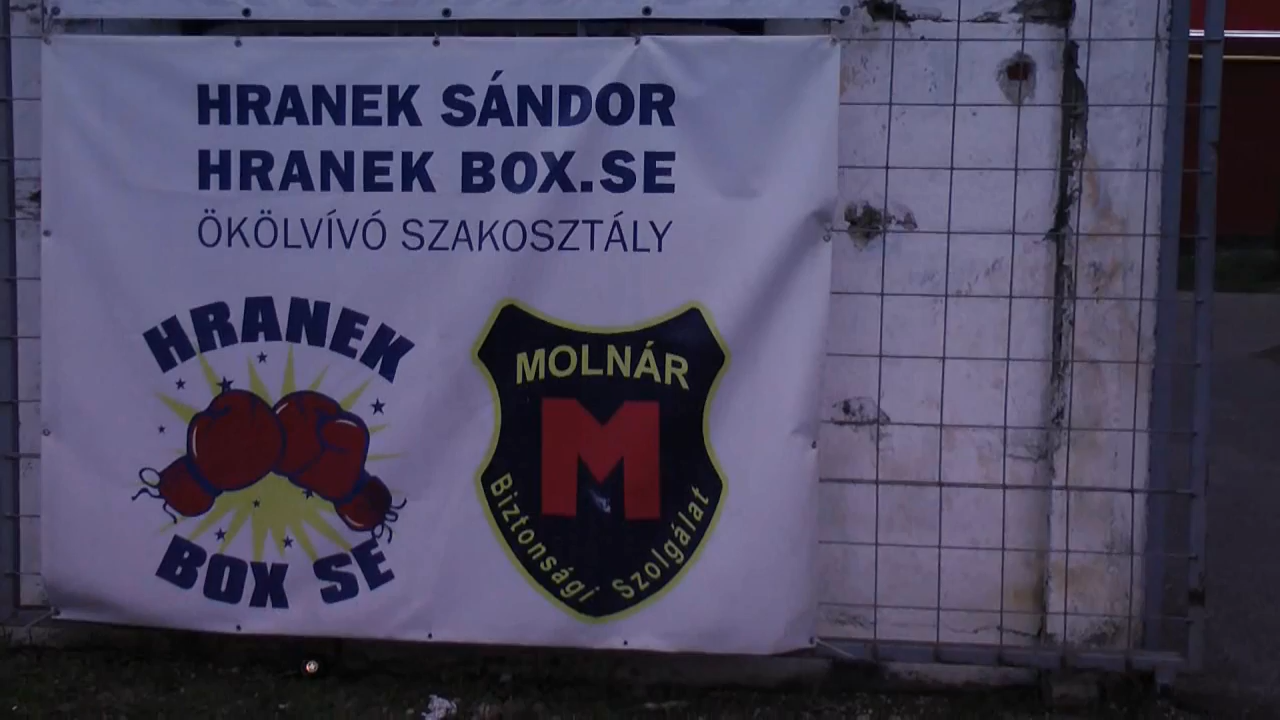 HRANEK SÁNDOR
HRANEK BOX.SE
ÖKÖLVÍVÓ SZAKOSZTÁLY
HRANEK
BOX SE
MOLNÁR
M
Biztonsági Szolgálat